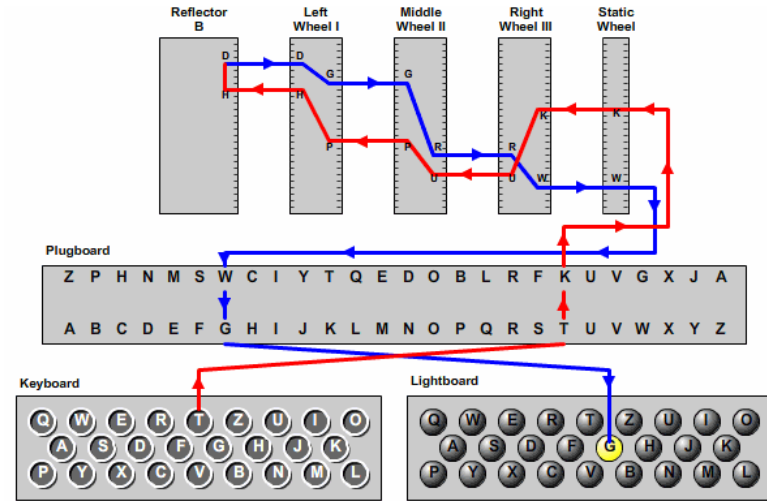 Reflector B
Left Wheel I
Middle Wheel II
Right Wheel III
Static Wheel
D D
G G
H H
K K
P P
R R
U U
W W
Plugboard
Z P H N M S W C I Y T Q E D O B L R F K U V G X J A
A B C D E F G H I J K L M N O P Q R S T U V W X Y Z
Keyboard
Q W E R T Z U I O
A S D F G H J K
P Y X C V B N M L
Lightboard
Q W E R T Z U I O
A S D F G H J K
P Y X C V B N M L